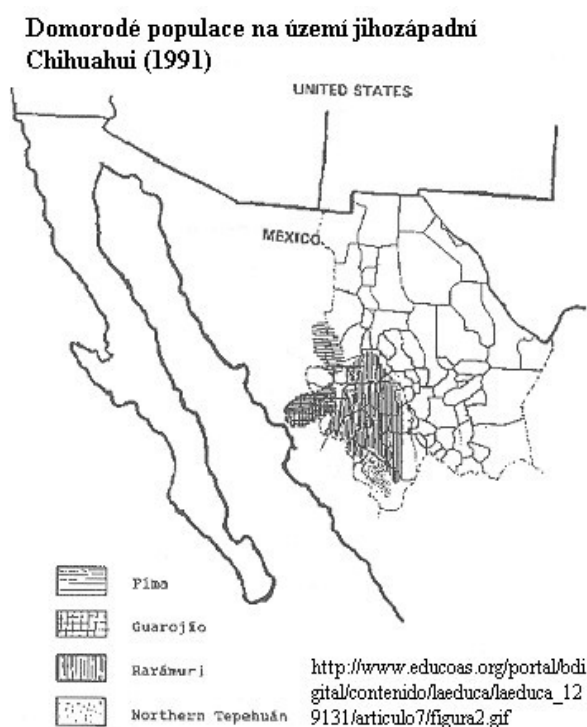 Domorodé populace na území jihozápadní
Chihuahui (1991)
UNITED STATES
MEXICO
Pima
Guarojío
Rarámuri
Northern Tepehuán
http://www.educoas.org/portal/bdi
gital/contenido/laeduca/laeduca_12
9131/articulo7/figura2.gif